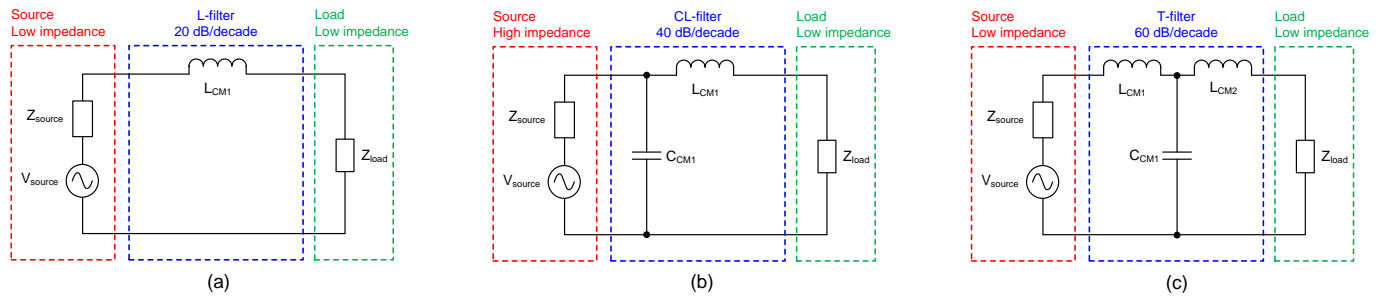 Source
Low impedance
L-filter
20 dB/decade
Load
Low impedance
LCM1
Zsource
Vsource
Zload
(a)
Source
High impedance
CL-filter
40 dB/decade
Load
Low impedance
LCM1
Zsource
CCM1
Vsource
Zload
(b)
Source
Low impedance
T-filter
60 dB/decade
Load
Low impedance
LCM1
LCM2
Zsource
CCM1
Vsource
Zload
(c)